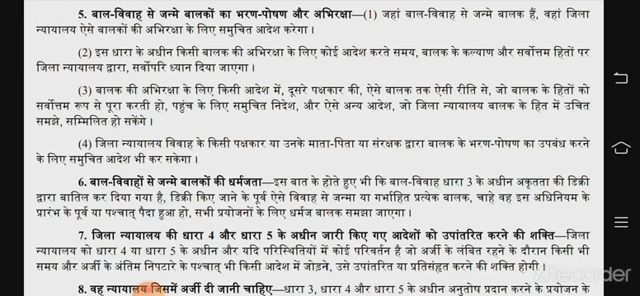 5. बाल-विवाह से जन्मे बालकों का भरण-पोषण और अभिरक्षा—(1) जहां बाल-विवाह से जन्मे बालक हैं, वहां जिला
न्यायालय ऐसे बालकों की अभिरक्षा के लिए समुचित आदेश करेगा ।
(2) इस धारा के अधीन किसी बालक की अभिरक्षा के लिए कोई आदेश करते समय, बालक के कल्याण और सर्वोत्तम हितों पर
जिला न्यायालय द्वारा, सर्वोपरि ध्यान दिया जाएगा ।
(3) बालक की अभिरक्षा के लिए किसी आदेश में, दूसरे पक्षकार की, ऐसे बालक तक ऐसी रीति से, जो बालक के हितों को
सर्वोत्तम रूप से पूरा करती हो, पहुंच के लिए समुचित निदेश, और ऐसे अन्य आदेश, जो जिला न्यायालय बालक के हित में उचित
समझे, सम्मिलित हो सकेंगे ।
(4) जिला न्यायालय विवाह के किसी पक्षकार या उनके माता-पिता या संरक्षक द्वारा बालक के भरण-पोषण का उपबंध करने
के लिए समुचित आदेश भी कर सकेगा ।
6. बाल-विवाहों से जन्मे बालकों की धर्मजता—इस बात के होते हुए भी कि बाल-विवाह धारा 3 के अधीन अकृतता की डिक्री
द्वारा बातिल कर दिया गया है, डिक्री किए जाने के पूर्व ऐसे विवाह से जन्मा या गर्भाहित प्रत्येक बालक, चाहे वह इस अधिनियम के
प्रारंभ के पूर्व या पश्चात् पैदा हुआ हो, सभी प्रयोजनों के लिए धर्मज बालक समझा जाएगा ।
7. जिला न्यायालय की धारा 4 और धारा 5 के अधीन जारी किए गए आदेशों को उपांतरित करने की शक्ति—जिला
न्यायालय को धारा 4 या धारा 5 के अधीन और यदि परिस्थितियों में कोई परिवर्तन है जो अर्जी के लंबित रहने के दौरान किसी भी
समय और अर्जी के अंतिम निपटारे के पश्चात् भी किसी आदेश में जोड़ने, उसे उपांतरित या प्रतिसंहृत करने की शक्ति होगी ।
8. वह न्यायालय जिसमें अर्जी दी जानी चाहिए—धारा 3, धारा 4 और धारा 5 के अधीन अनुतोष प्रदान करने के प्रयोजन के
CREATED WITH
KINEMASTER